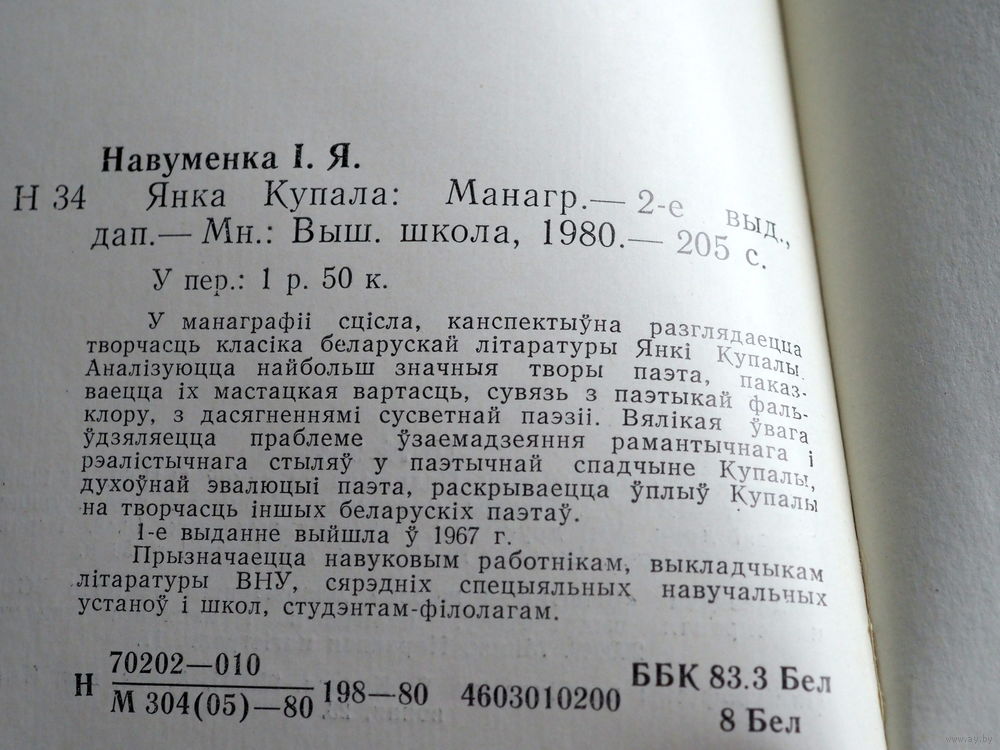 Навуменка І. Я.
Н 34 Янка Купала: Манагр.— 2-е выд.,
дап.— Мн.: Выш. школа, 1980.— 205 с.
У пер.: 1 р. 50 к.
У манаграфіі сцісла, канспектыўна разглядаецца
творчасць класіка беларускай літаратуры Янкі Купалы.
Аналізуюцца найбольш значныя творы паэта, паказ-
ваецца іх мастацкая вартасць, сувязь з паэтыкай фаль-
клору, з дасягненнямі сусветнай паэзіі. Вялікая ўвага
ўдзяляецца праблеме ўзаемадзеяння рамантычнага і
рэалістычнага стыляў у паэтычнай спадчыне Купалы,
духоўнай эвалюцыі паэта, раскрываецца ўплыў Купалы
на творчасць іншых беларускіх паэтаў.
1-е выданне выйшла ў 1967 г.
Прызначаецца навуковым работнікам, выкладчыкам
літаратуры ВНУ, сярэдніх спецыяльных навучальных
устаноў і школ, студэнтам-філолагам.
Н 70202—010
М 304(05)—80 198—80 4603010200 ББК 83.3 Бел
8 Бел
www.ay.by